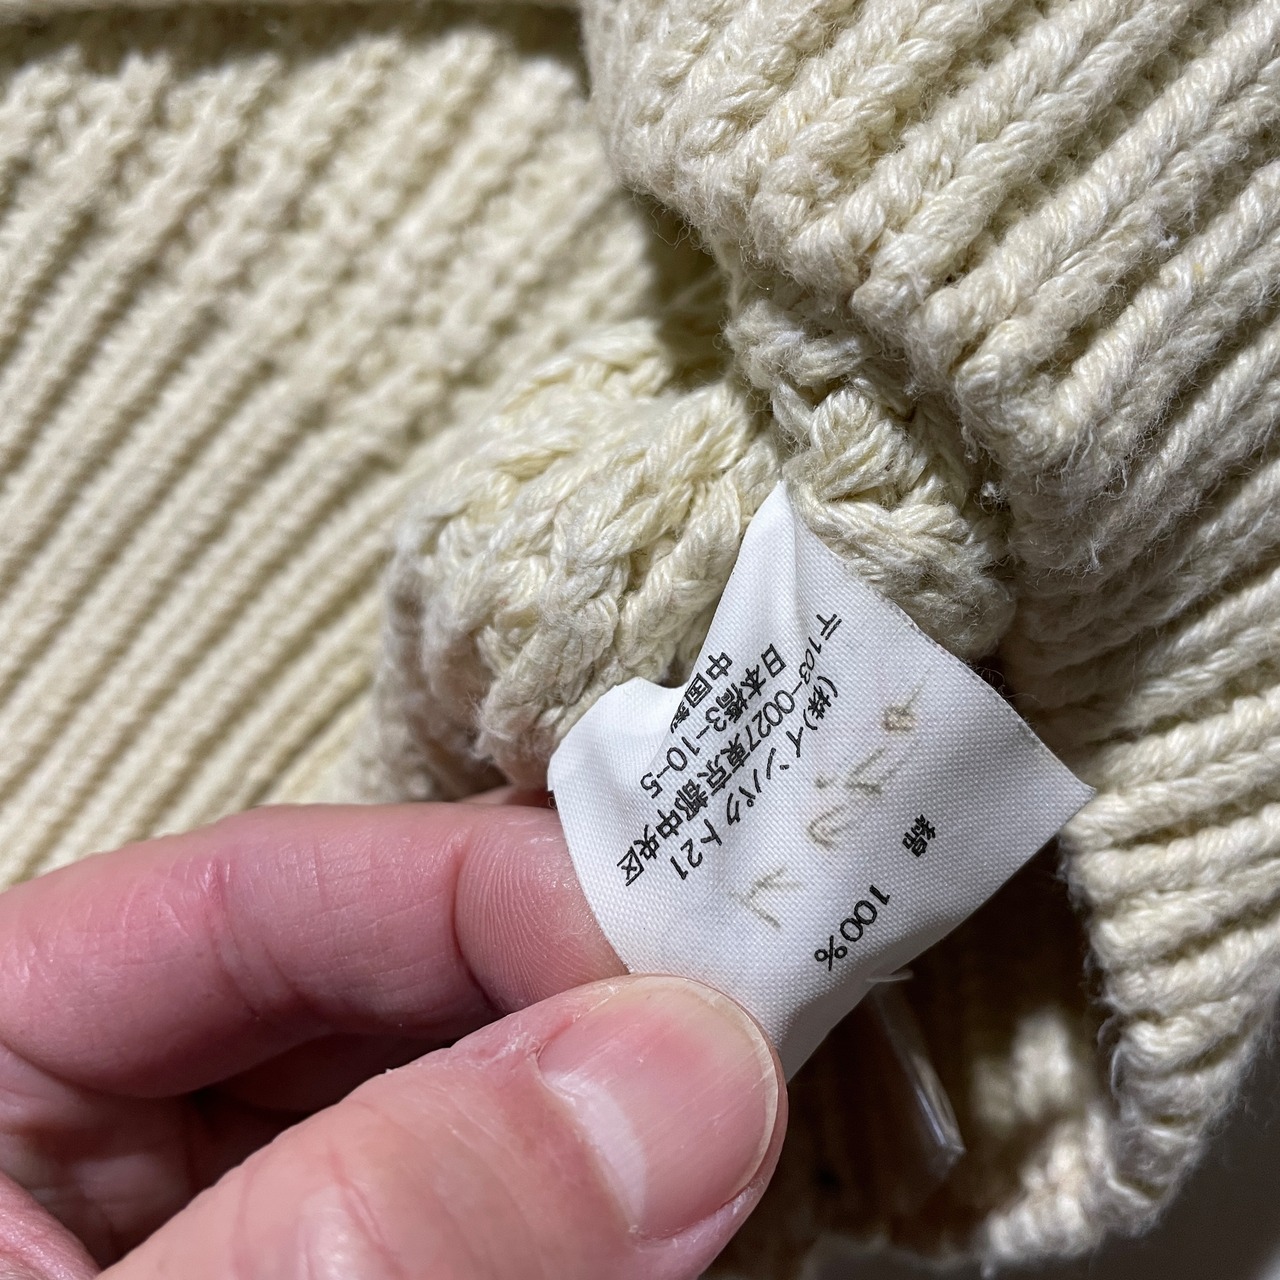 綿 100%
(株)インパクト21
〒103-0027東京都中央区
日本橋3-10-5
中国製